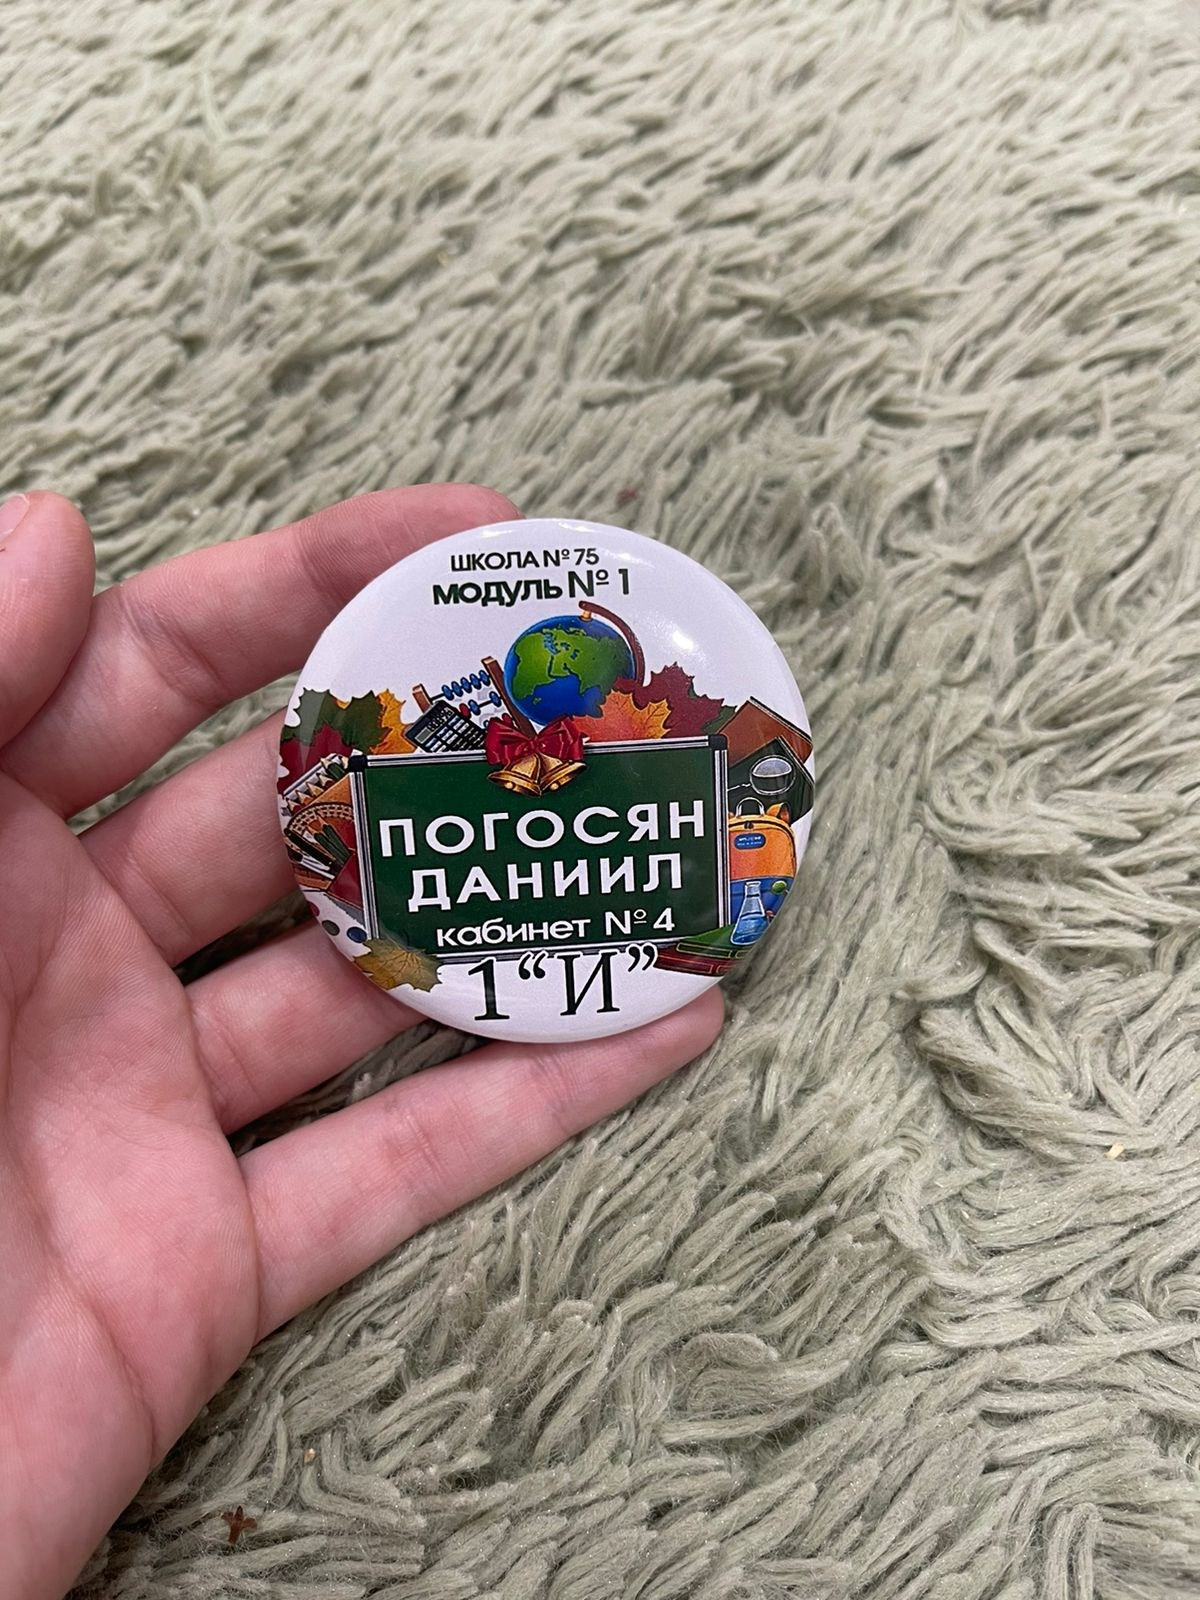 ШКОЛА № 75
МОДУЛЬ № 1
ПОГОСЯН
ДАНИИЛ
кабинет № 4
1“И”